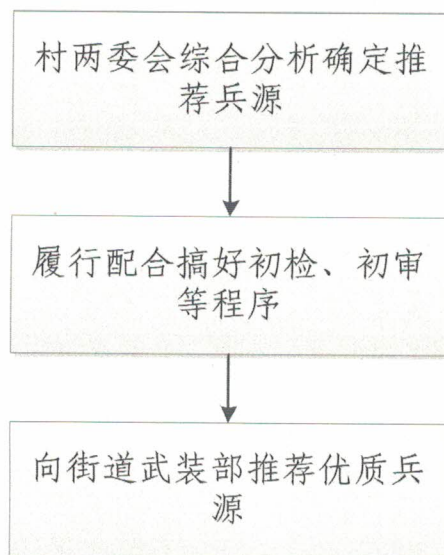 村两委会综合分析确定推
荐兵源
履行配合搞好初检、初审
等程序
向街道武装部推荐优质兵
源